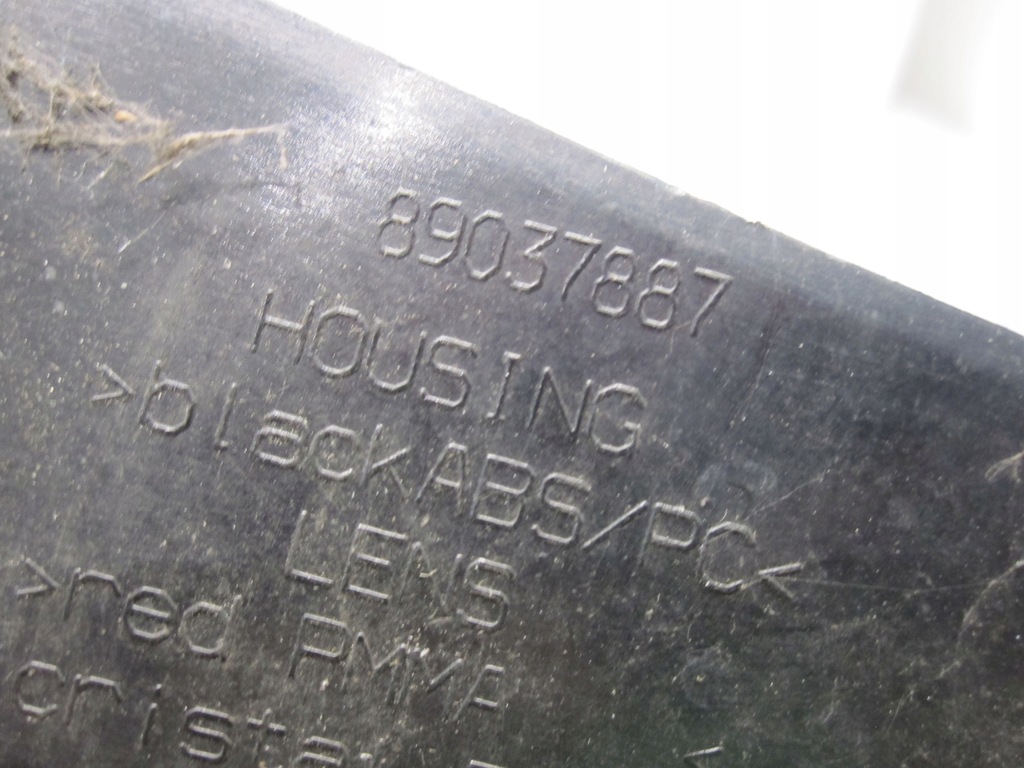 89037887
HOUSING
>blackABS/PC<
LENS
>red PMMA